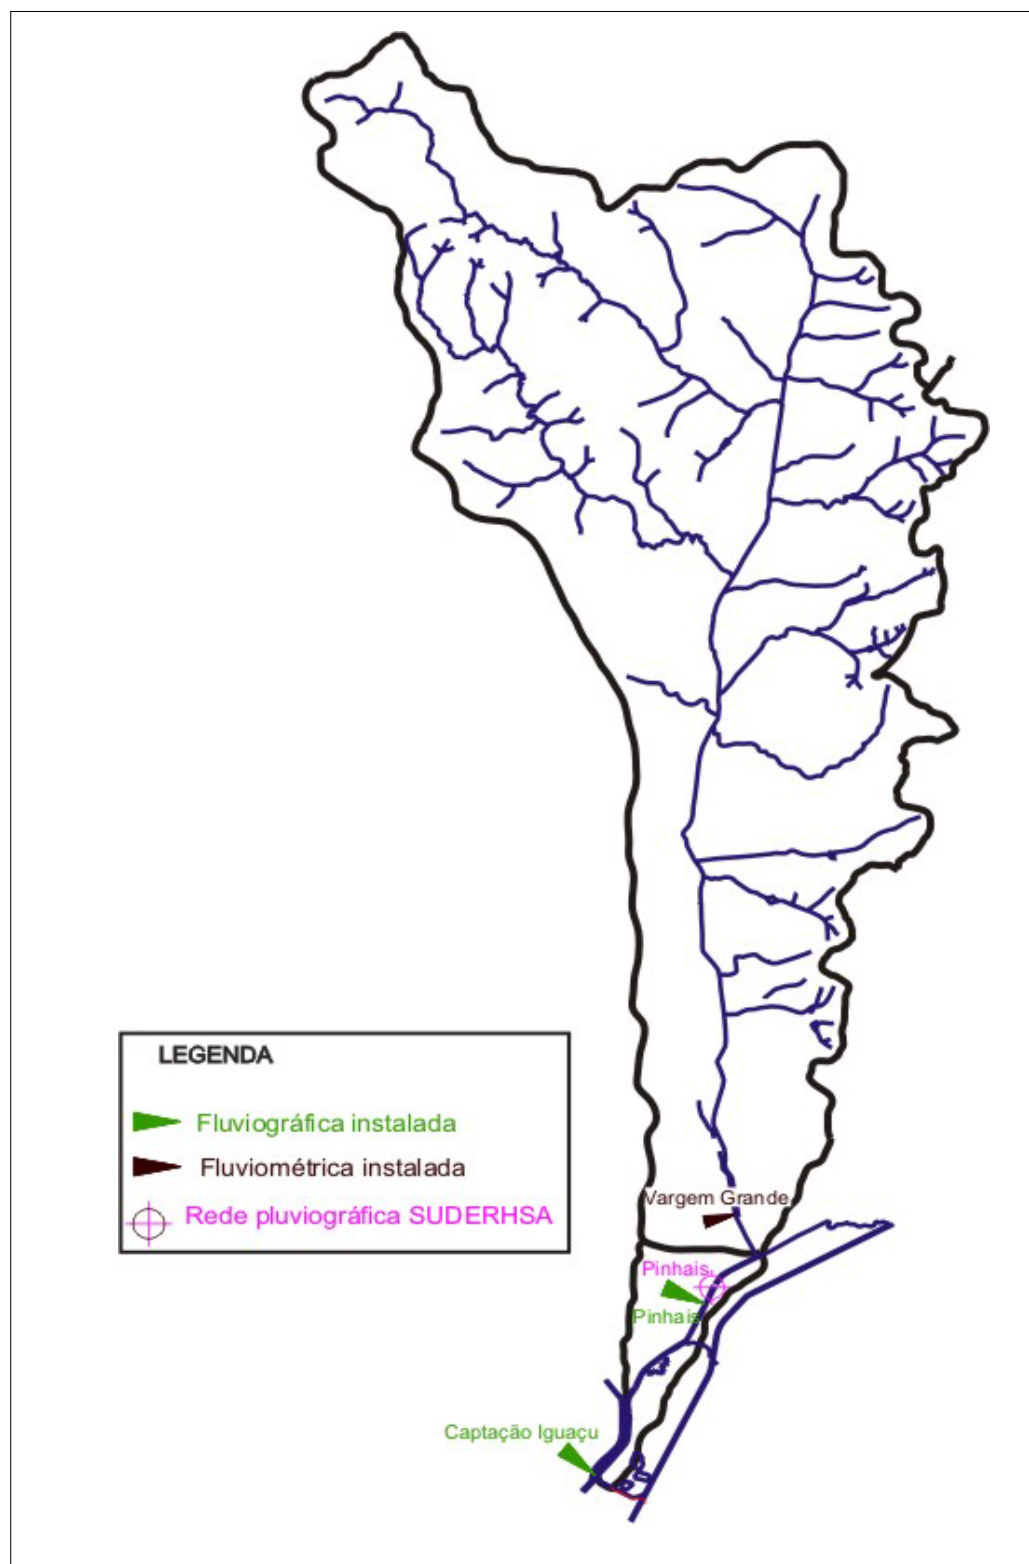 LEGENDA
Fluviográfica instalada
Fluviométrica instalada
Rede pluviográfica SUDERHSA
Vargem Grande
Pinhais
Pinhais
Captação Iguaçu